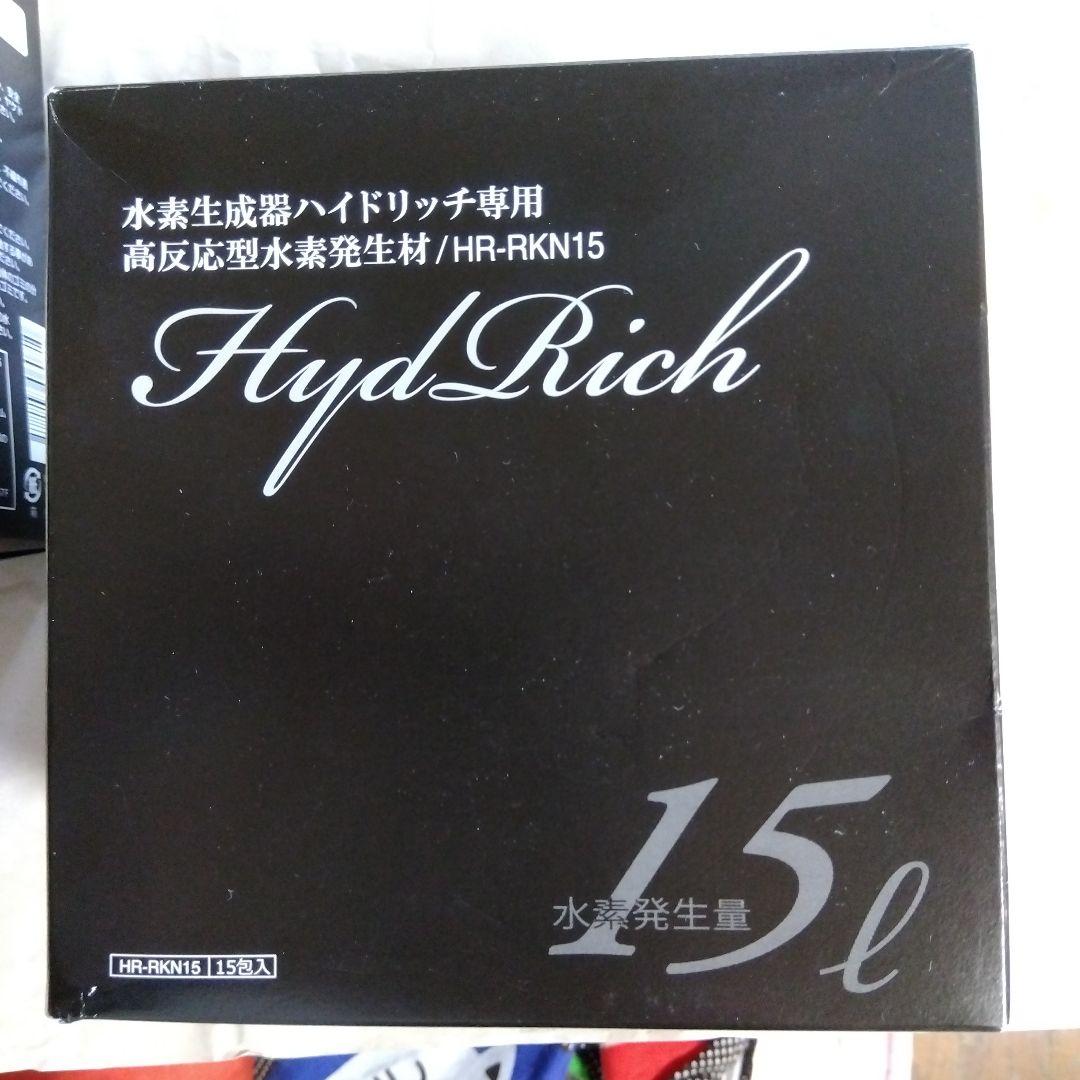 水素生成器ハイドリッチ専用
高反応型水素発生材/HR-RKN15
HydRich
15ℓ
水素発生量
HR-RKN15 15包入